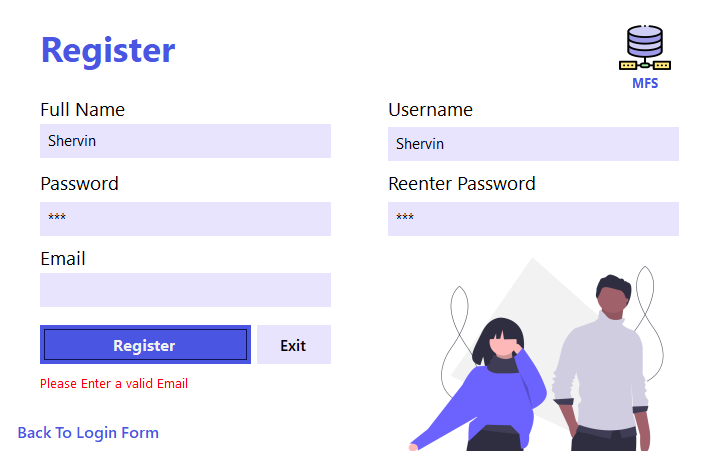 Register
MFS
Full Name
Username
Shervin
Shervin
Password
Reenter Password
***
***
Email
Register
Exit
Please Enter a valid Email
Back To Login Form